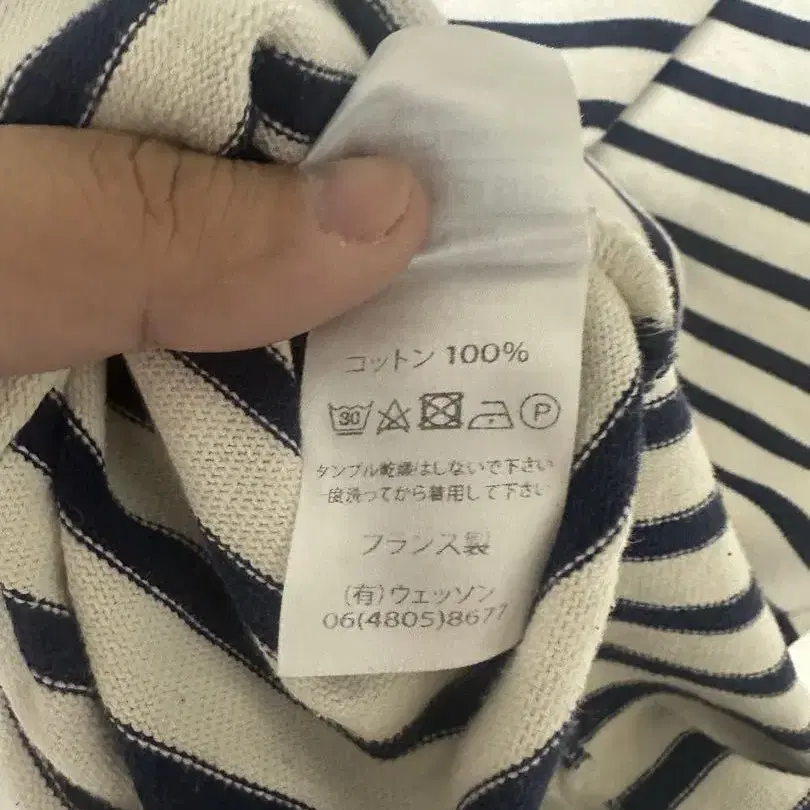 コットン 100%
30 P
タンブル乾燥はしないで下さい
一度洗ってから着用して下さい
フランス製
(有)ウェッソン
06(4805)8677